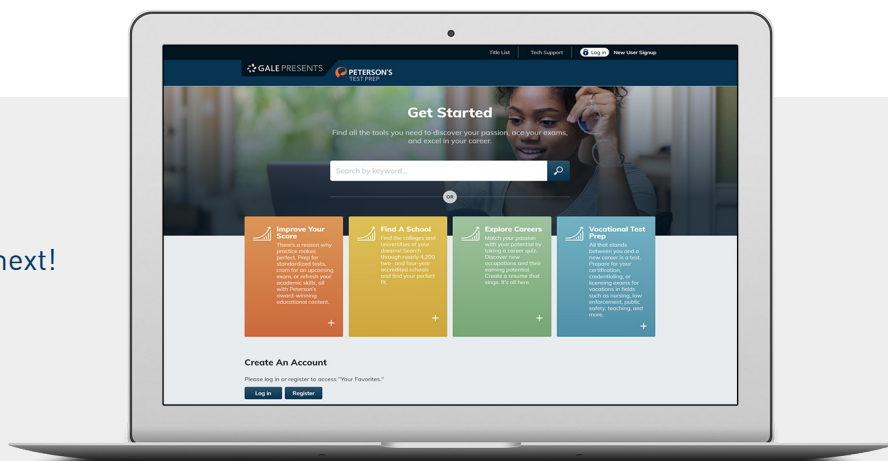 Title List
Tech Support
Log in
New User Signup
GALE PRESENTS
PETERSON'S
TEST PREP
Get Started
Find all the tools you need to discover your passion, ace your exams,
and excel in your career.
Search by keyword...
OR
Improve Your
Score
There's a reason why
practice makes
perfect. Prep for
standardized tests,
cram for an upcoming
exam, or refresh your
academic skills, all
with Peterson's
award-winning
educational content.
+
Find A School
Find the colleges and
universities of your
dreams! Search
through nearly 4,200
two- and four-year
accredited schools
and find your perfect
fit.
+
Explore Careers
Match your passion
with your potential by
taking a career quiz.
Discover new
occupations and their
earning potential.
Create a resume that
sings. It's all here.
+
Vocational Test
Prep
All that stands
between you and a
new career is a test.
Prepare for your
certification,
credentialing, or
licensing exams for
vocations in fields
such as nursing, law
enforcement, public
safety, teaching, and
more.
+
next!
Create An Account
Please log in or register to access "Your Favorites."
Log in
Register